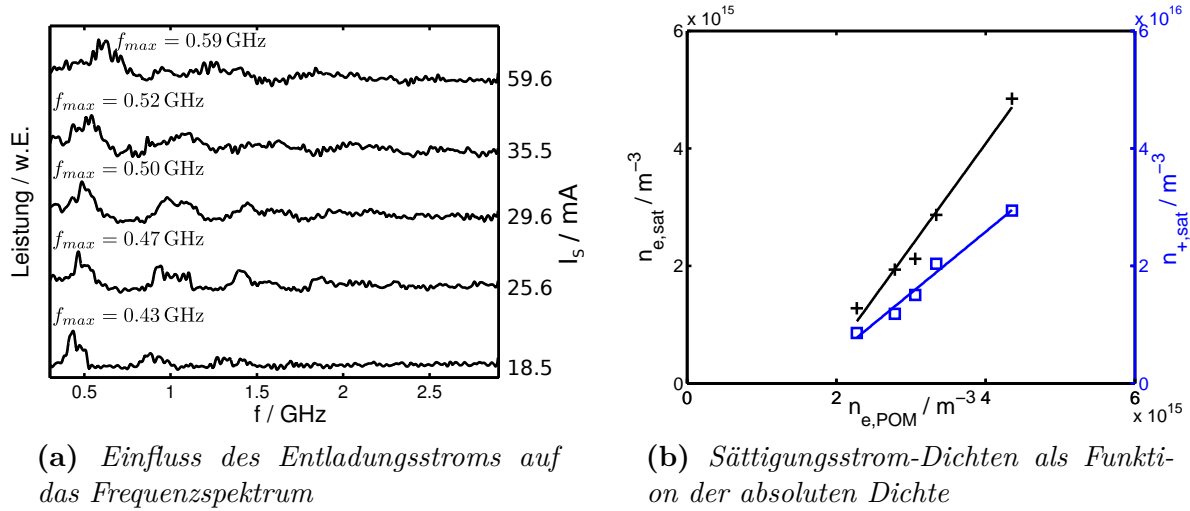 f_max = 0.59 GHz
59.6
f_max = 0.52 GHz
35.5
f_max = 0.50 GHz
29.6
f_max = 0.47 GHz
25.6
f_max = 0.43 GHz
18.5
Leistung / w.E.
I_S / mA
0.5 1 1.5 2 2.5
f / GHz
(a) Einfluss des Entladungsstroms auf
das Frequenzspektrum
x 10^15
x 10^16
6
4
2
0
n_e,sat / m^−3
6
4
2
0
n_+,sat / m^−3
0 2 4 6
n_e,POM / m^−3
x 10^15
(b) Sättigungsstrom-Dichten als Funkti-
on der absoluten Dichte